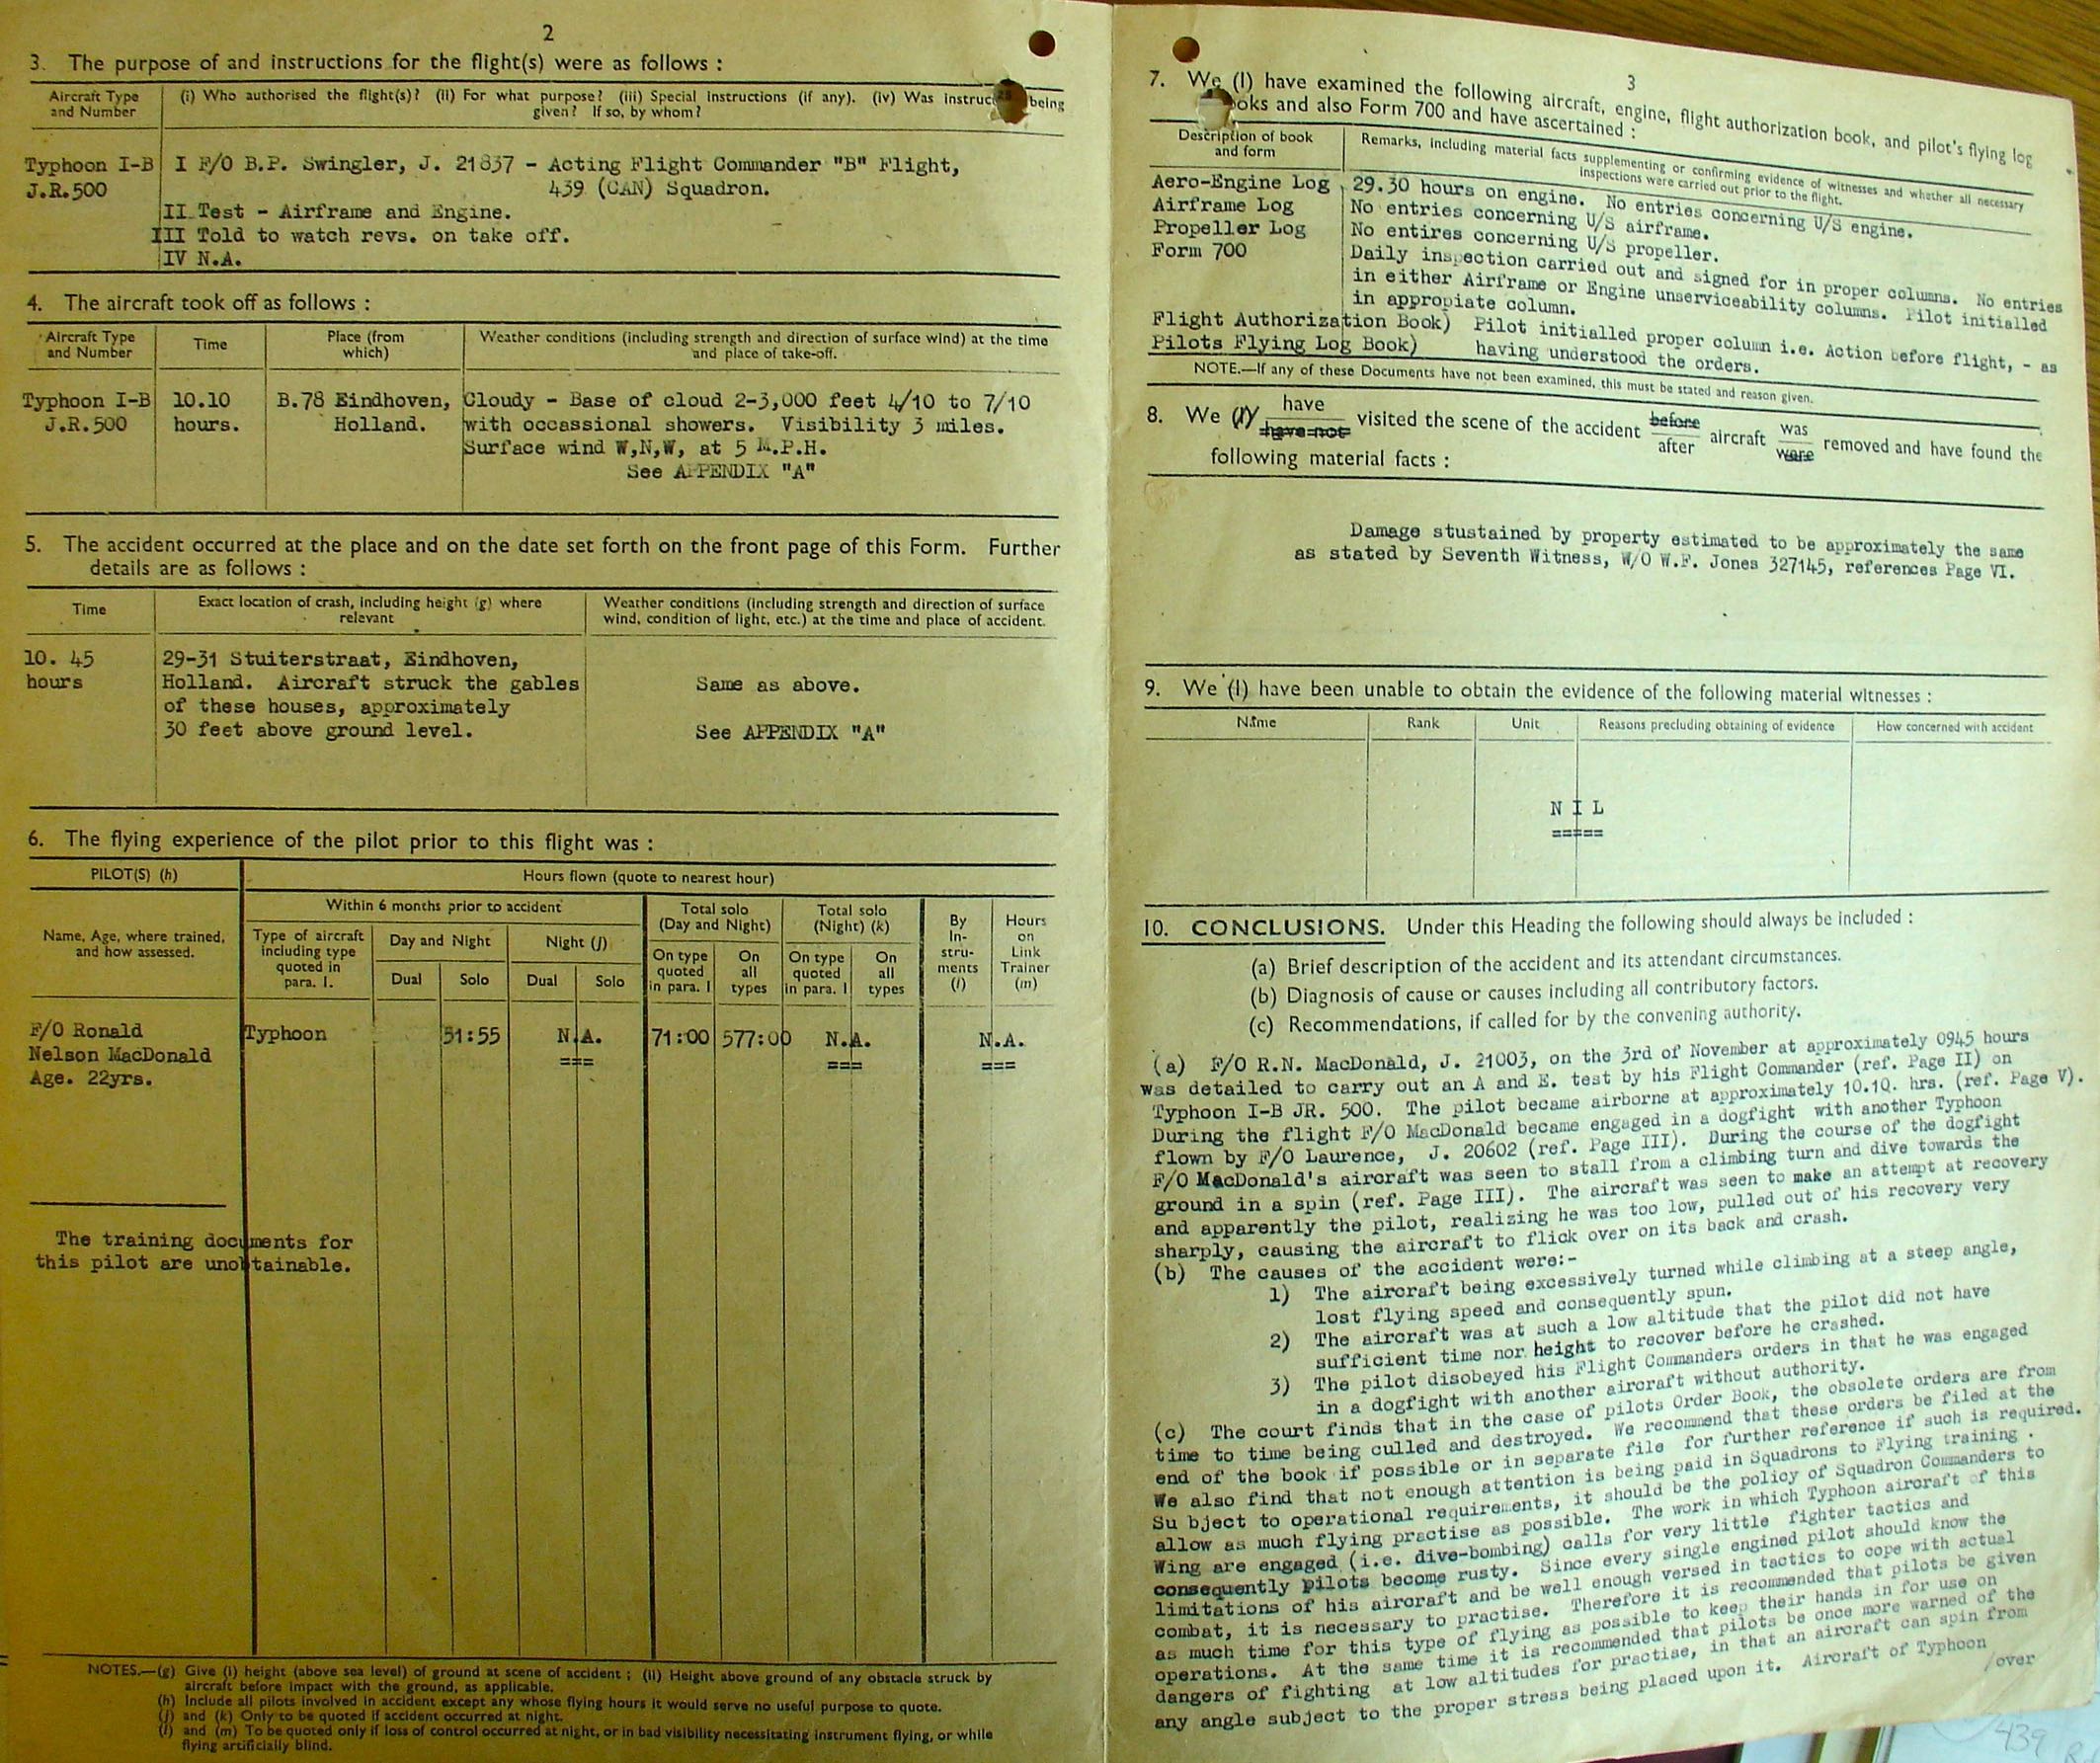 2
3. The purpose of and instructions for the flight(s) were as follows :
Aircraft Type and Number
(i) Who authorised the flight(s)? (ii) For what purpose? (iii) Special Instructions (if any). (iv) Was Instruc being
given? If so, by whom?
Typhoon I-B I F/O B.P. Swingler, J. 21837 - Acting Flight Commander "B" Flight,
J.R.500 439 (CAN) Squadron.
II Test - Airframe and Engine.
III Told to watch revs. on take off.
IV N.A.
4. The aircraft took off as follows :
Aircraft Type and Number
Time
Place (from which)
Weather conditions (including strength and direction of surface wind) at the time
and place of take-off.
Typhoon I-B 10.10 B.78 Eindhoven, Cloudy - Base of cloud 2-3,000 feet 4/10 to 7/10
J.R.500 hours. Holland. with occassional showers. Visibility 3 miles.
Surface wind W,N,W, at 5 M.P.H.
See APPENDIX "A"
5. The accident occurred at the place and on the date set forth on the front page of this Form. Further
details are as follows :
Time
Exact location of crash, including height (g) where
relevant
Weather conditions (including strength and direction of surface
wind, condition of light, etc.) at the time and place of accident.
10. 45 29-31 Stuiterstraat, Eindhoven,
hours Holland. Aircraft struck the gables Same as above.
of these houses, approximately
30 feet above ground level. See APPENDIX "A"
6. The flying experience of the pilot prior to this flight was :
PILOT(S) (h)
Hours flown (quote to nearest hour)
Name, Age, where trained,
and how assessed.
Within 6 months prior to accident
Total solo
(Day and Night)
Total solo
(Night) (k)
By In-stru-ments (l)
Hours on Link Trainer (m)
Type of aircraft
including type
quoted in
para. I.
Day and Night
Night (j)
Dual Solo Dual Solo
On type quoted in para. I
On all types
On type quoted in para. I
On all types
F/O Ronald Typhoon 51:55 N.A. 71:00 577:00 N.A. N.A.
Nelson MacDonald === === ===
Age. 22yrs.
The training documents for
this pilot are unobtainable.
NOTES.—(g) Give (i) height (above sea level) of ground at scene of accident ; (ii) Height above ground of any obstacle struck by
aircraft before impact with the ground, as applicable.
(h) Include all pilots involved in accident except any whose flying hours it would serve no useful purpose to quote.
(j) and (k) Only to be quoted if accident occurred at night.
(l) and (m) To be quoted only if loss of control occurred at night, or in bad visibility necessitating instrument flying, or while
flying artificially blind.
3
7. We (I) have examined the following aircraft, engine, flight authorization book, and pilot's flying log
ooks and also Form 700 and have ascertained :
Description of book
and form
Remarks, including material facts supplementing or confirming evidence of witnesses and whether all necessary
inspections were carried out prior to the flight.
Aero-Engine Log 29.30 hours on engine. No entries concerning U/S engine.
Airframe Log No entries concerning U/S airframe.
Propeller Log No entires concerning U/S propeller.
Form 700 Daily inspection carried out and signed for in proper columns. No entries
in either Airframe or Engine unserviceability columns. Pilot initialled
in appropiate column.
Flight Authorization Book) Pilot initialled proper column i.e. Action before flight, - as
Pilots Flying Log Book) having understood the orders.
NOTE.—If any of these Documents have not been examined, this must be stated and reason given.
8. We (I) have / have not visited the scene of the accident before / after aircraft was / were removed and have found the
following material facts :
Damage stustained by property estimated to be approximately the same
as stated by Seventh Witness, W/O W.F. Jones 327145, references Page VI.
9. We (I) have been unable to obtain the evidence of the following material witnesses :
Name Rank Unit Reasons precluding obtaining of evidence How concerned with accident
N I L
=====
10. CONCLUSIONS. Under this Heading the following should always be included :
(a) Brief description of the accident and its attendant circumstances.
(b) Diagnosis of cause or causes including all contributory factors.
(c) Recommendations, if called for by the convening authority.
(a) F/O R.N. MacDonald, J. 21003, on the 3rd of November at approximately 0945 hours
was detailed to carry out an A and E. test by his Flight Commander (ref. Page II) on
Typhoon I-B JR. 500. The pilot became airborne at approximately 10.10. hrs. (ref. Page V).
During the flight F/O MacDonald became engaged in a dogfight with another Typhoon
flown by F/O Laurence, J. 20602 (ref. Page III). During the course of the dogfight
F/O MacDonald's aircraft was seen to stall from a climbing turn and dive towards the
ground in a spin (ref. Page III). The aircraft was seen to make an attempt at recovery
and apparently the pilot, realizing he was too low, pulled out of his recovery very
sharply, causing the aircraft to flick over on its back and crash.
(b) The causes of the accident were:-
1) The aircraft being excessively turned while climbing at a steep angle,
lost flying speed and consequently spun.
2) The aircraft was at such a low altitude that the pilot did not have
sufficient time nor height to recover before he crashed.
3) The pilot disobeyed his Flight Commanders orders in that he was engaged
in a dogfight with another aircraft without authority.
(c) The court finds that in the case of pilots Order Book, the obsolete orders are from
time to time being culled and destroyed. We recommend that these orders be filed at the
end of the book if possible or in separate file for further reference if such is required.
We also find that not enough attention is being paid in Squadrons to Flying training .
Su bject to operational requirements, it should be the policy of Squadron Commanders to
allow as much flying practise as possible. The work in which Typhoon aircraft of this
Wing are engaged (i.e. dive-bombing) calls for very little fighter tactics and
consequently pilots become rusty. Since every single engined pilot should know the
limitations of his aircraft and be well enough versed in tactics to cope with actual
combat, it is necessary to practise. Therefore it is recommended that pilots be given
as much time for this type of flying as possible to keep their hands in for use on
operations. At the same time it is recommended that pilots be once more warned of the
dangers of fighting at low altitudes for practise, in that an aircraft can spin from
any angle subject to the proper stress being placed upon it. Aircraft of Typhoon
/over
439